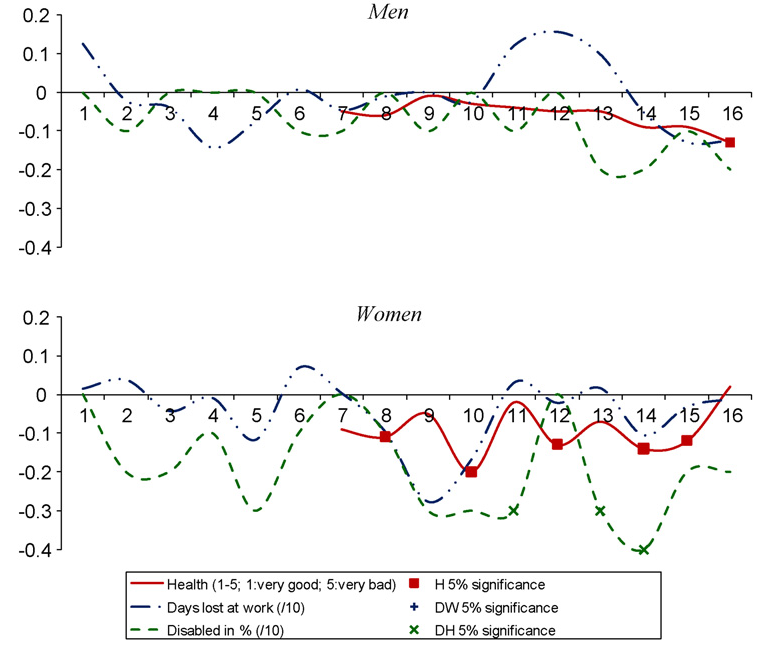 Men
0.2
0.1
0
-0.1
-0.2
-0.3
-0.4
1 2 3 4 5 6 7 8 9 10 11 12 13 14 15 16
Women
0.2
0.1
0
-0.1
-0.2
-0.3
-0.4
1 2 3 4 5 6 7 8 9 10 11 12 13 14 15 16
Health (1-5; 1:very good; 5:very bad) H 5% significance
Days lost at work (/10) DW 5% significance
Disabled in % (/10) DH 5% significance